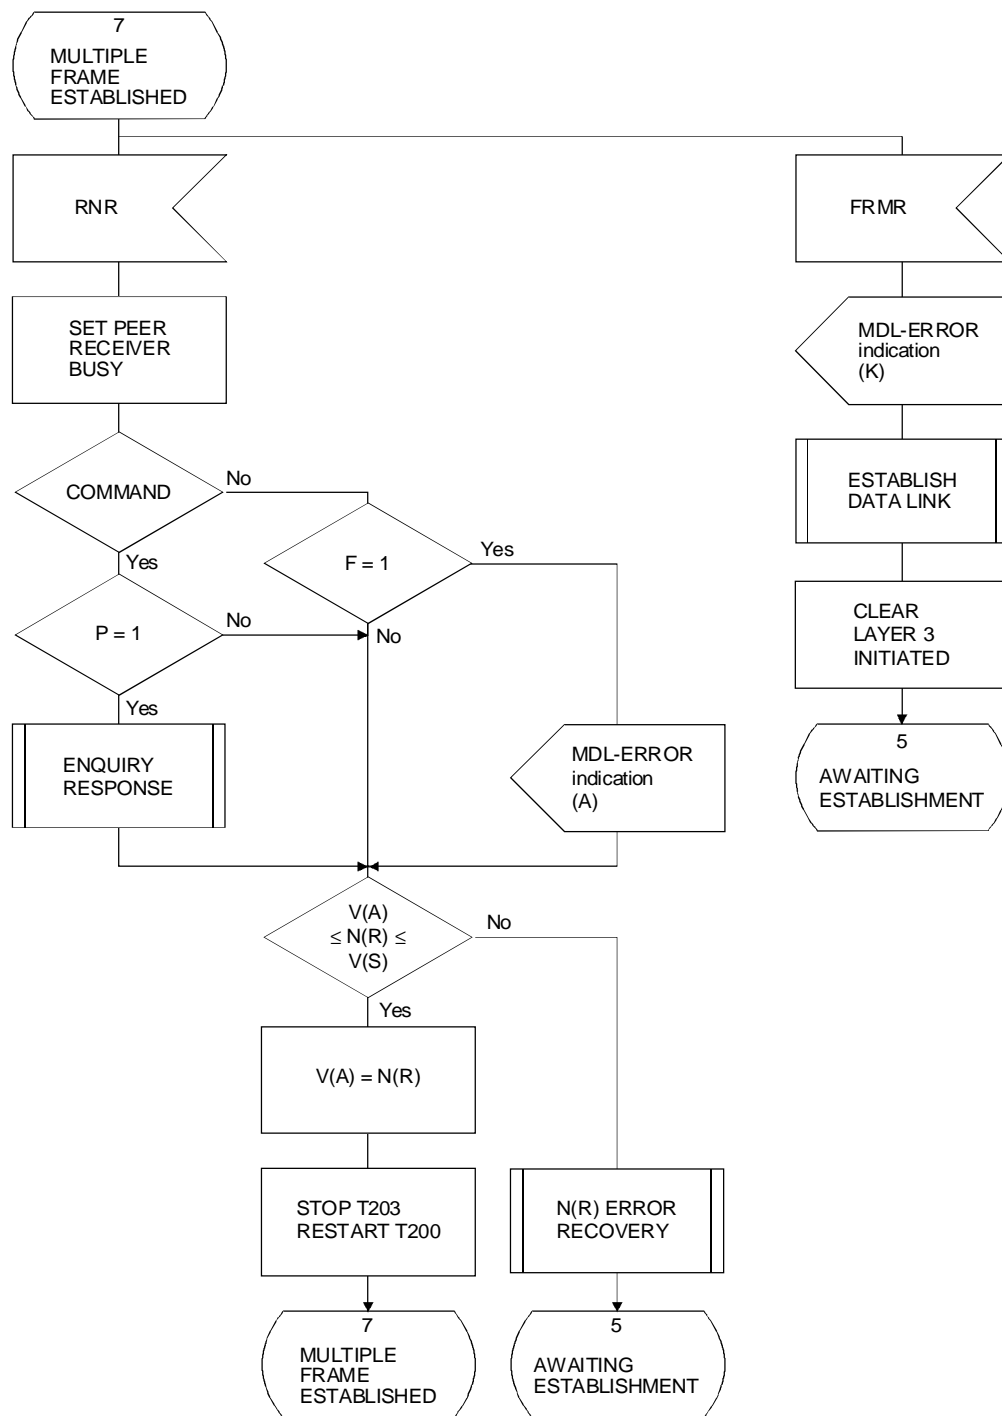 7
MULTIPLE
FRAME
ESTABLISHED
RNR
FRMR
SET PEER
RECEIVER
BUSY
MDL-ERROR
indication
(K)
COMMAND
No
Yes
F = 1
Yes
No
ESTABLISH
DATA LINK
P = 1
No
Yes
CLEAR
LAYER 3
INITIATED
ENQUIRY
RESPONSE
MDL-ERROR
indication
(A)
5
AWAITING
ESTABLISHMENT
V(A)
≤ N(R) ≤
V(S)
No
Yes
V(A) = N(R)
STOP T203
RESTART T200
N(R) ERROR
RECOVERY
7
MULTIPLE
FRAME
ESTABLISHED
5
AWAITING
ESTABLISHMENT